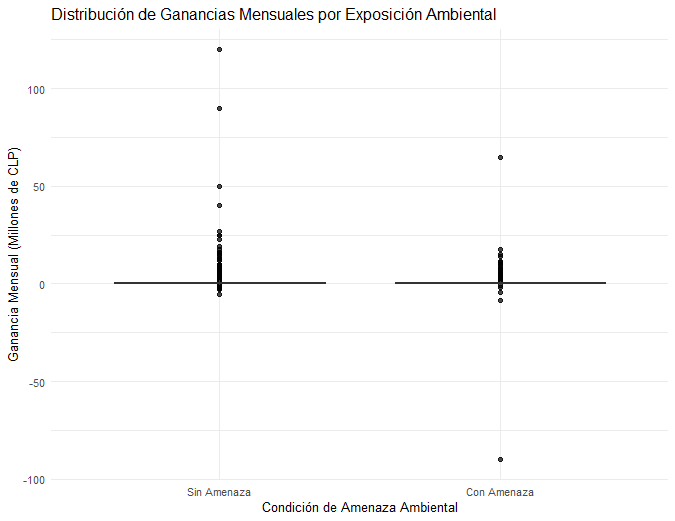 Distribución de Ganancias Mensuales por Exposición Ambiental
Ganancia Mensual (Millones de CLP)
100
50
0
-50
-100
Sin Amenaza
Con Amenaza
Condición de Amenaza Ambiental